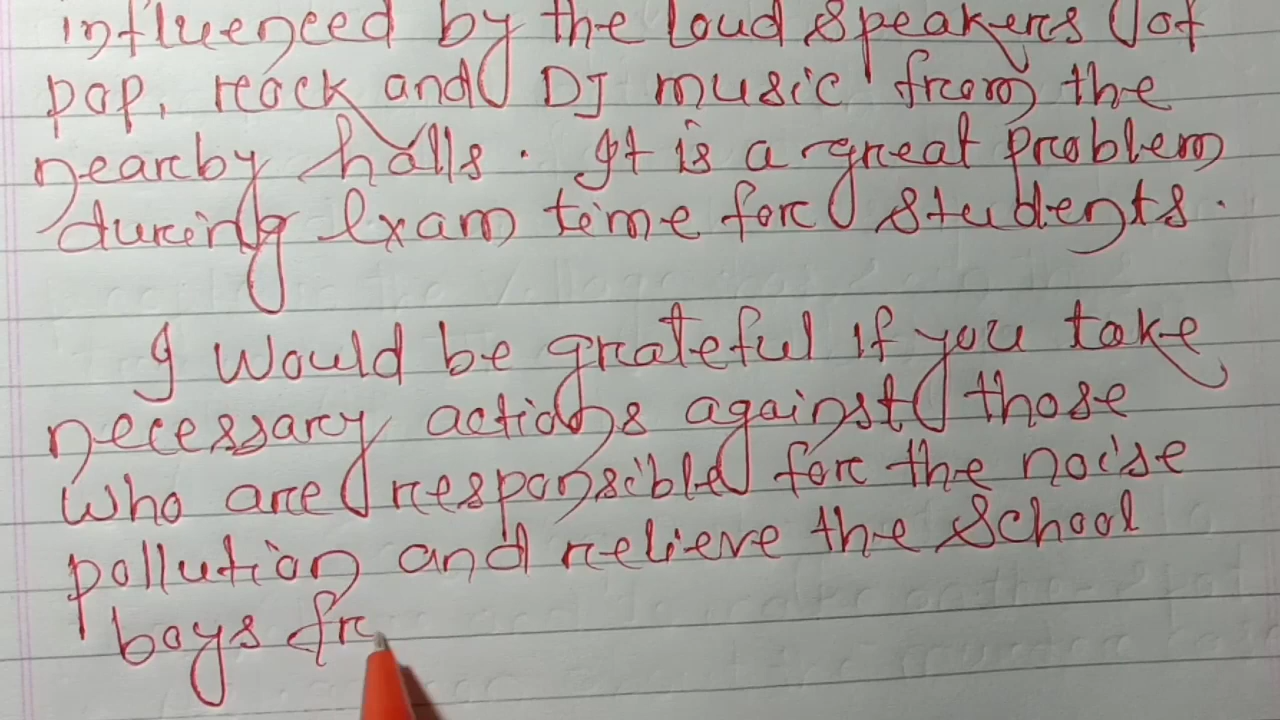 influenced by the loud speakers of
pop, rock and DJ music from the
nearby halls. It is a great problem
during exam time for students.
I would be grateful if you take
necessary actions against those
who are responsible for the noise
pollution and relieve the school
boys fr